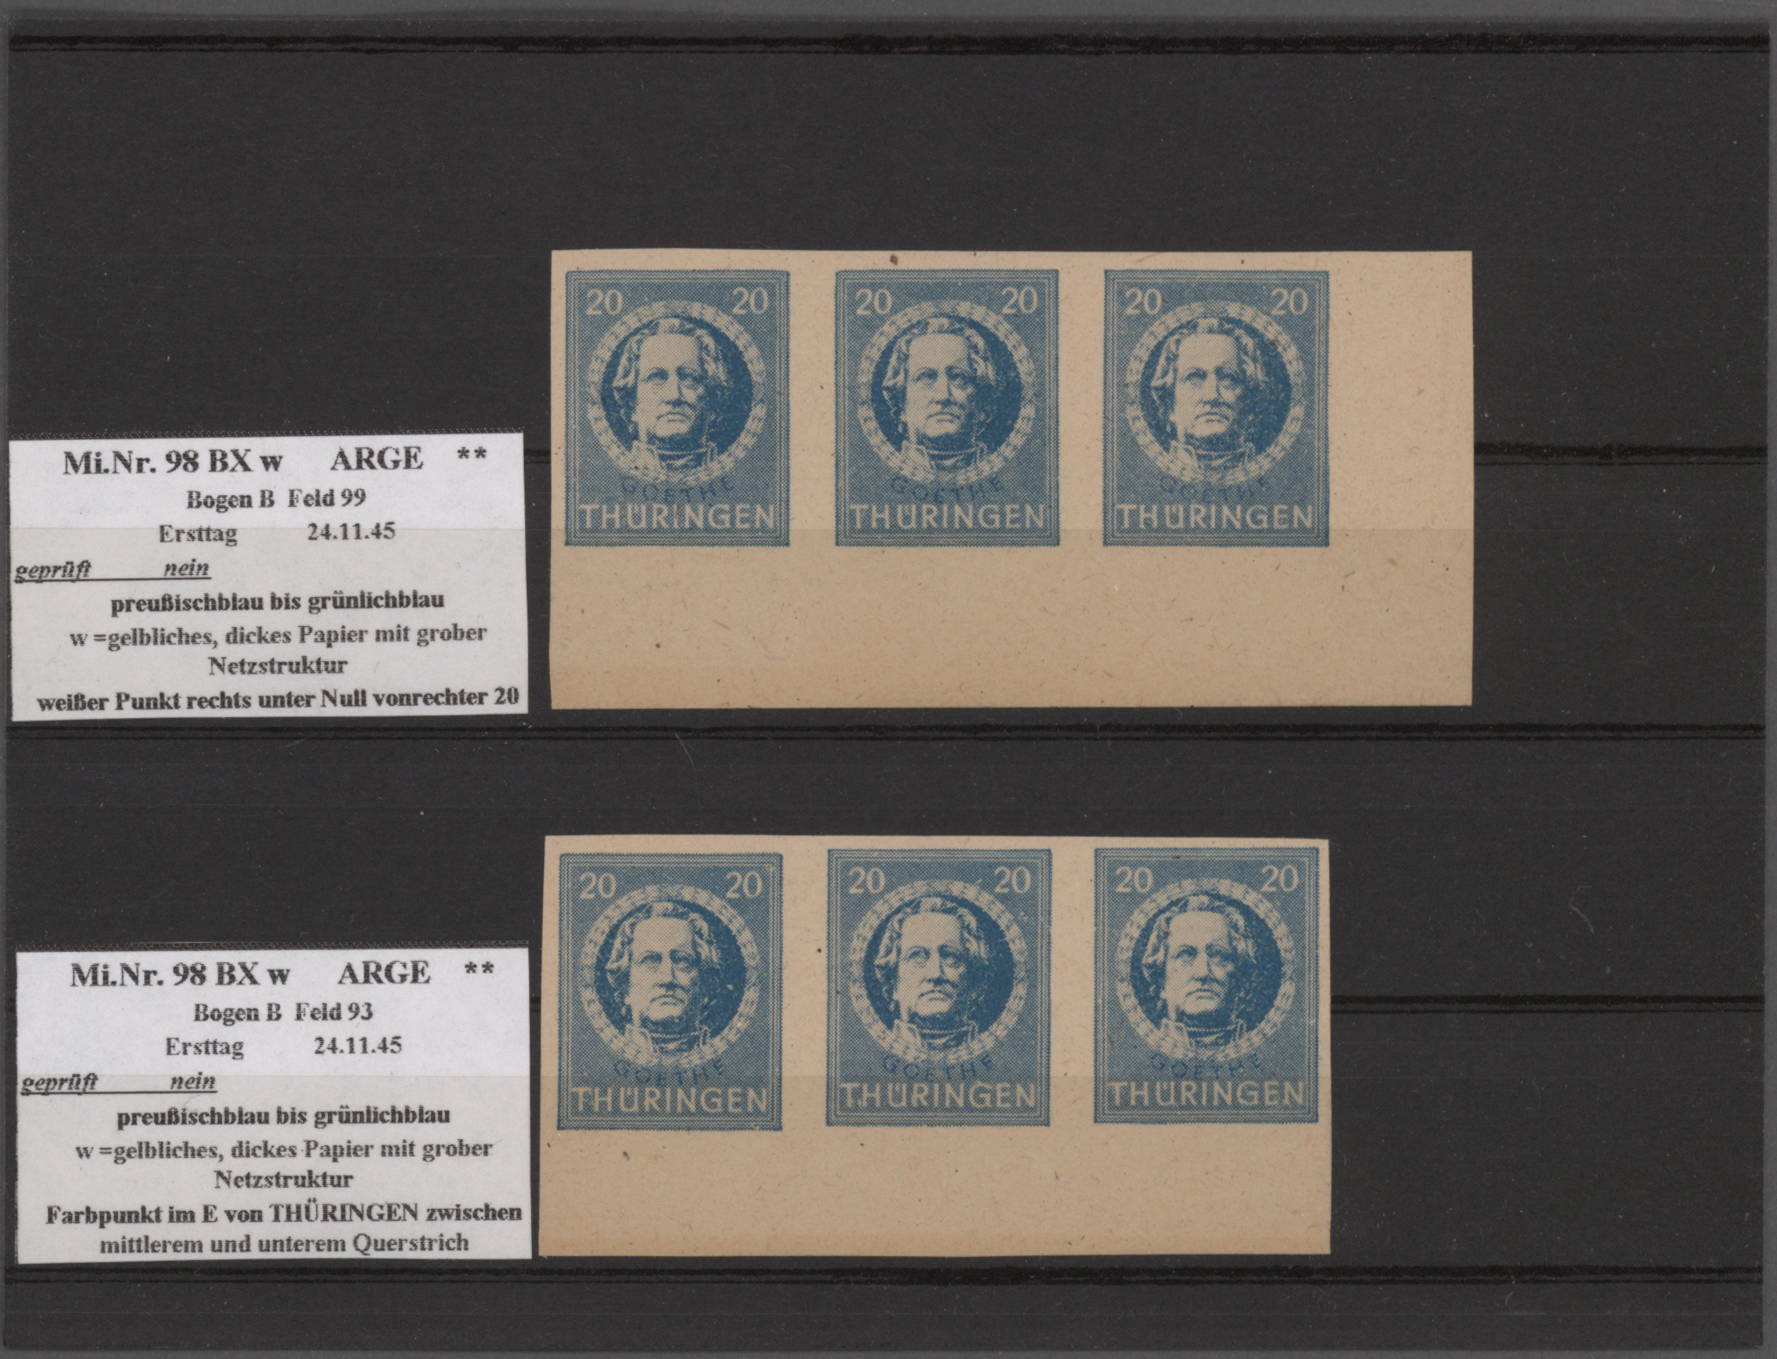 Mi.Nr. 98 BX w ARGE **
Bogen B Feld 99
Ersttag 24.11.45
geprüft nein
preußischblau bis grünlichblau
w =gelbliches, dickes Papier mit grober
Netzstruktur
weißer Punkt rechts unter Null vonrechter 20
20 20
GOETHE
THÜRINGEN
20 20
GOETHE
THÜRINGEN
20 20
GOETHE
THÜRINGEN
Mi.Nr. 98 BX w ARGE **
Bogen B Feld 93
Ersttag 24.11.45
geprüft nein
preußischblau bis grünlichblau
w =gelbliches, dickes Papier mit grober
Netzstruktur
Farbpunkt im E von THÜRINGEN zwischen
mittlerem und unterem Querstrich
20 20
GOETHE
THÜRINGEN
20 20
GOETHE
THÜRINGEN
20 20
GOETHE
THÜRINGEN